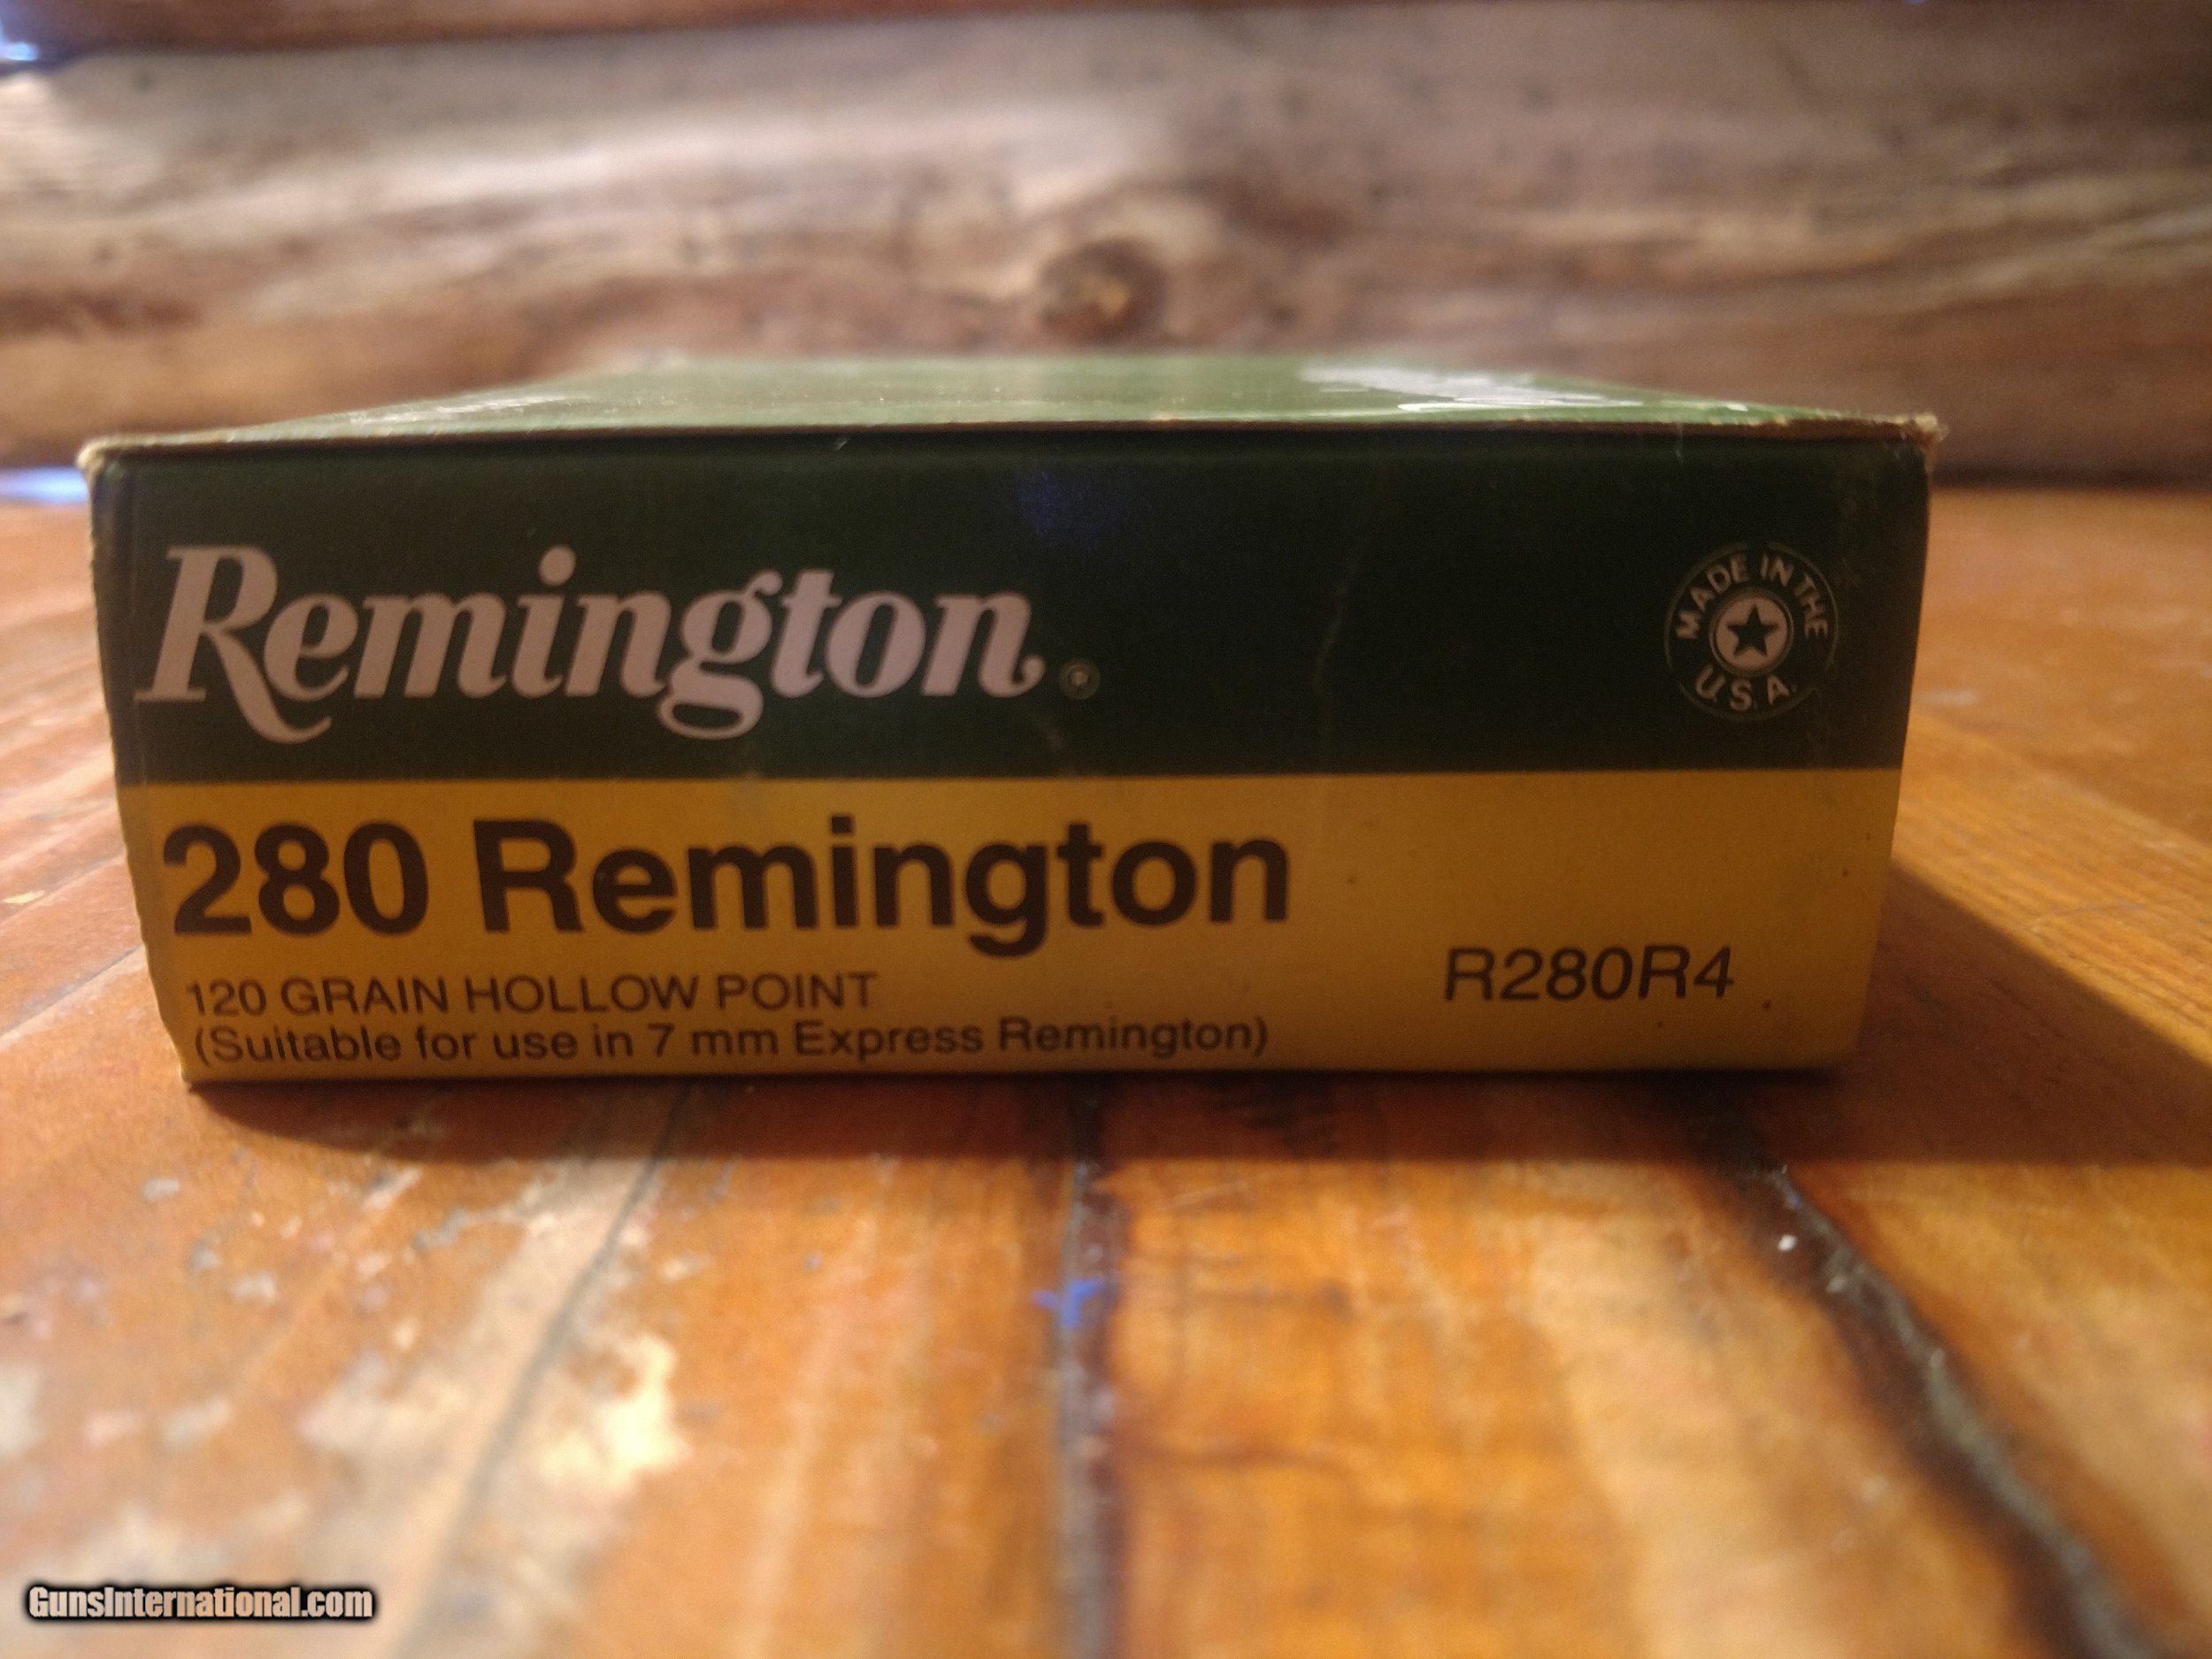 Remington®
MADE IN THE
U.S.A.
280 Remington
120 GRAIN HOLLOW POINT
R280R4
(Suitable for use in 7 mm Express Remington)
GunsInternational.com